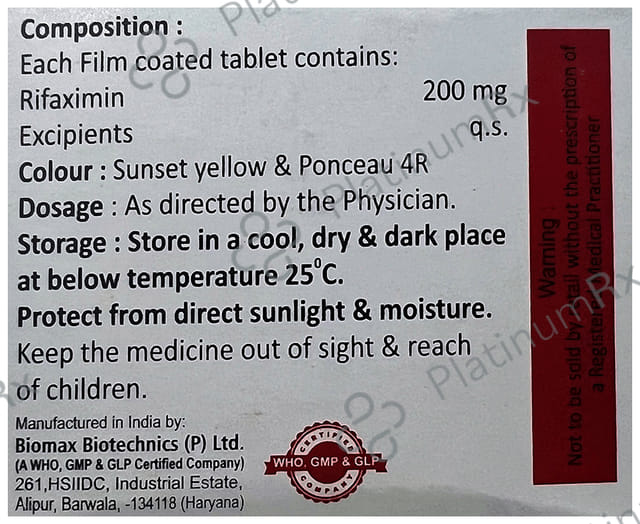 Composition :
Each Film coated tablet contains:
Rifaximin 200 mg
Excipients q.s.
Colour : Sunset yellow & Ponceau 4R
Dosage : As directed by the Physician.
Storage : Store in a cool, dry & dark place
at below temperature 25°C.
Protect from direct sunlight & moisture.
Keep the medicine out of sight & reach
of children.
Manufactured in India by:
Biomax Biotechnics (P) Ltd.
(A WHO, GMP & GLP Certified Company)
261,HSIIDC, Industrial Estate,
Alipur, Barwala, -134118 (Haryana)
CERTIFIED
WHO, GMP & GLP
COMPANY
Warning :
Not to be sold by retail without the prescription of
a Registered Medical Practitioner
PlatinumRx
PlatinumRx
PlatinumRx
Rx